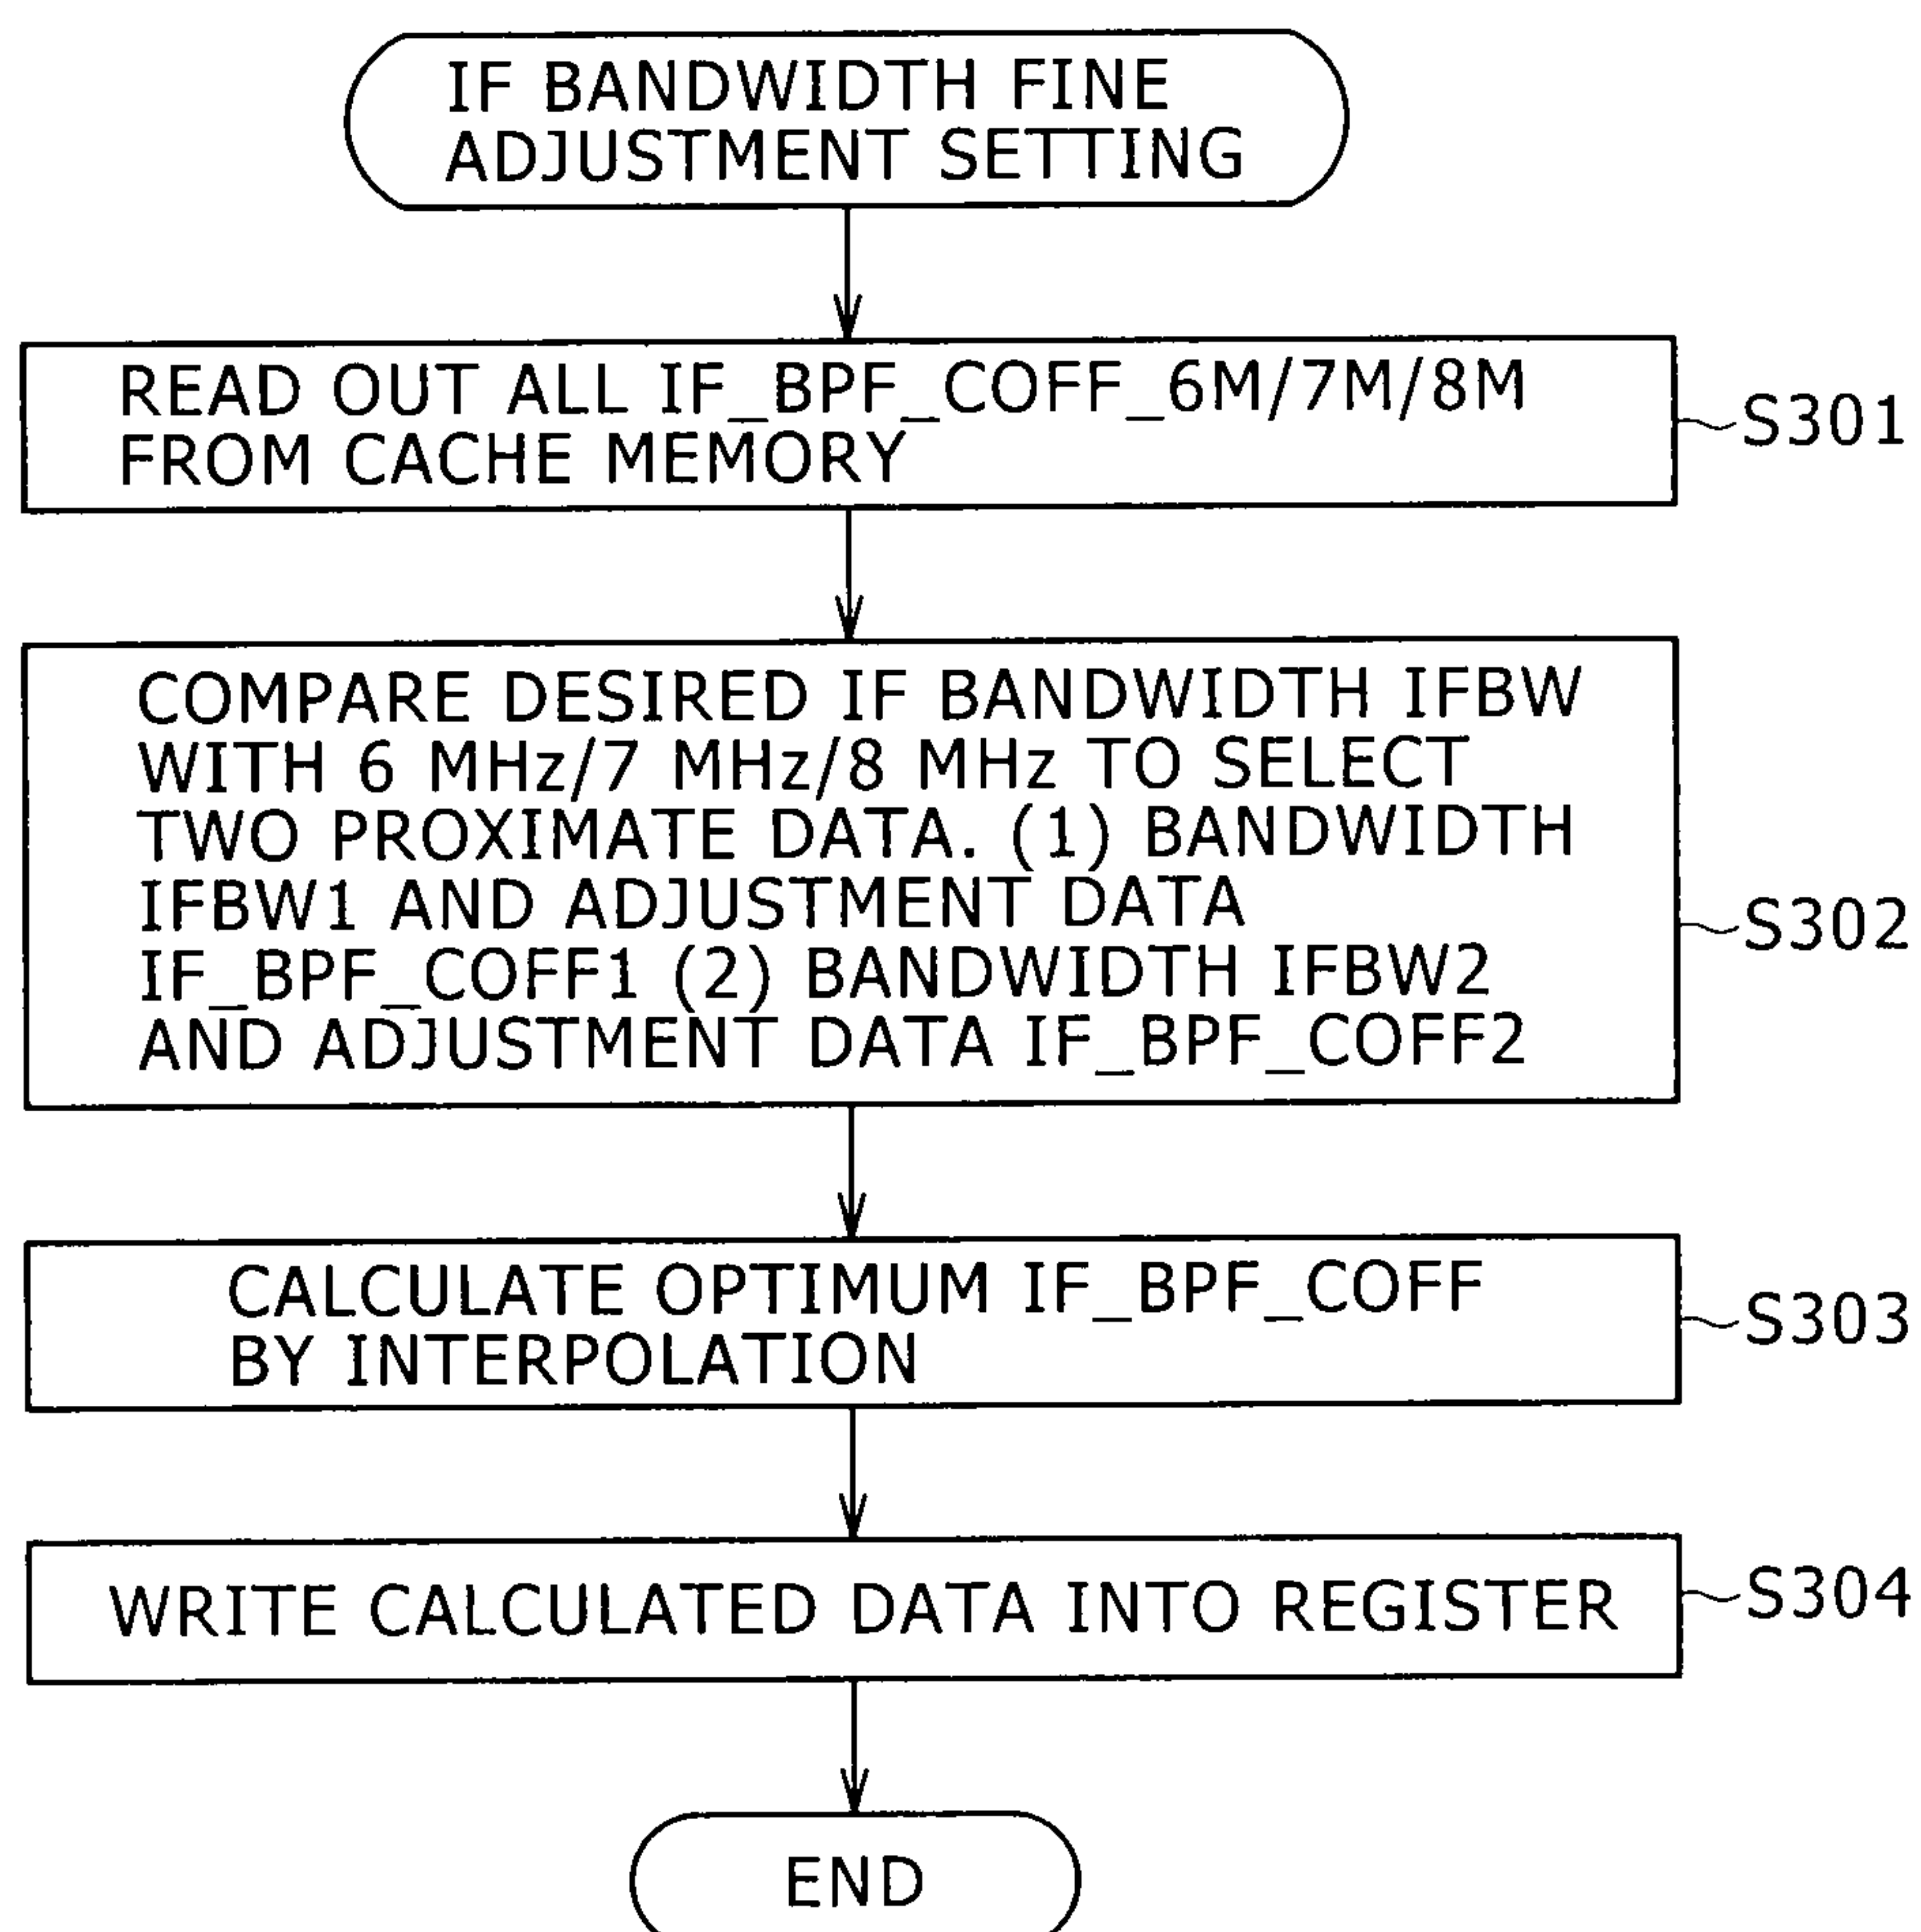 IF BANDWIDTH FINE
ADJUSTMENT SETTING
READ OUT ALL IF_BPF_COFF_6M/7M/8M
FROM CACHE MEMORY
S301
COMPARE DESIRED IF BANDWIDTH IFBW
WITH 6 MHz/7 MHz/8 MHz TO SELECT
TWO PROXIMATE DATA. (1) BANDWIDTH
IFBW1 AND ADJUSTMENT DATA
IF_BPF_COFF1 (2) BANDWIDTH IFBW2
AND ADJUSTMENT DATA IF_BPF_COFF2
S302
CALCULATE OPTIMUM IF_BPF_COFF
BY INTERPOLATION
S303
WRITE CALCULATED DATA INTO REGISTER
S304
END